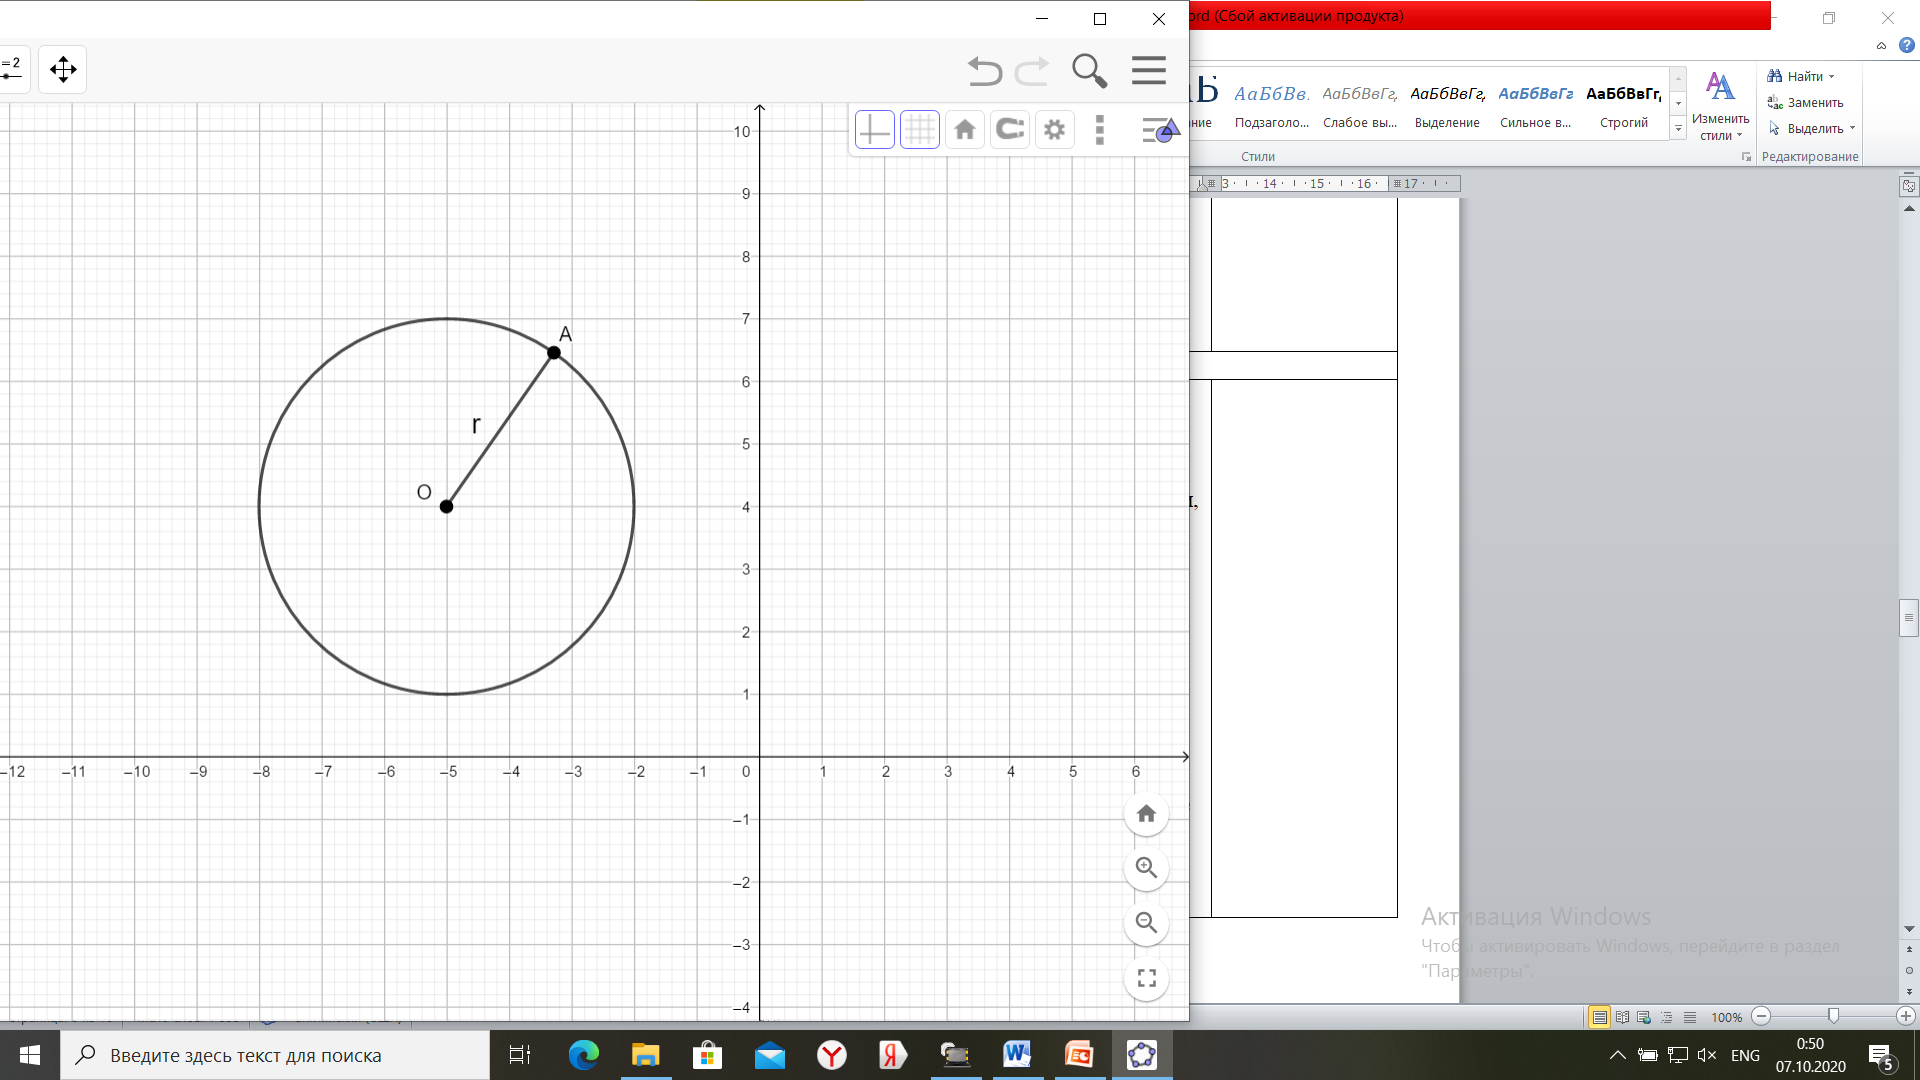 ord (Сбой активации продукта)
=2
АаБбВв. АаБбВвГг, АаБбВвГг, АаБбВвГг АаБбВвГг,
Подзаголо... Слабое вы... Выделение Сильное в... Строгий
Изменить
стили
Найти
Заменить
Выделить
Стили
Редактирование
3 14 15 16 17
10
9
8
7
6
5
4
3
2
1
A
r
O
–12 –11 –10 –9 –8 –7 –6 –5 –4 –3 –2 –1 0 1 2 3 4 5 6
–1
–2
–3
–4
Активация Windows
Чтобы активировать Windows, перейдите в раздел
"Параметры".
100%
Введите здесь текст для поиска
ENG
0:50
07.10.2020
5